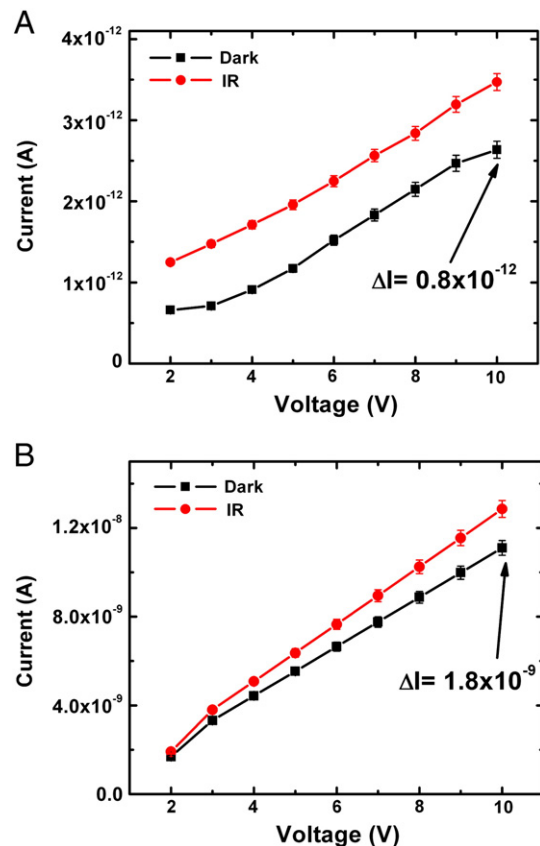 A
4x10⁻¹²
3x10⁻¹²
2x10⁻¹²
1x10⁻¹²
0
Current (A)
Dark
IR
ΔI= 0.8x10⁻¹²
2 4 6 8 10
Voltage (V)
B
1.2x10⁻⁸
8.0x10⁻⁹
4.0x10⁻⁹
0.0
Current (A)
Dark
IR
ΔI= 1.8x10⁻⁹
2 4 6 8 10
Voltage (V)